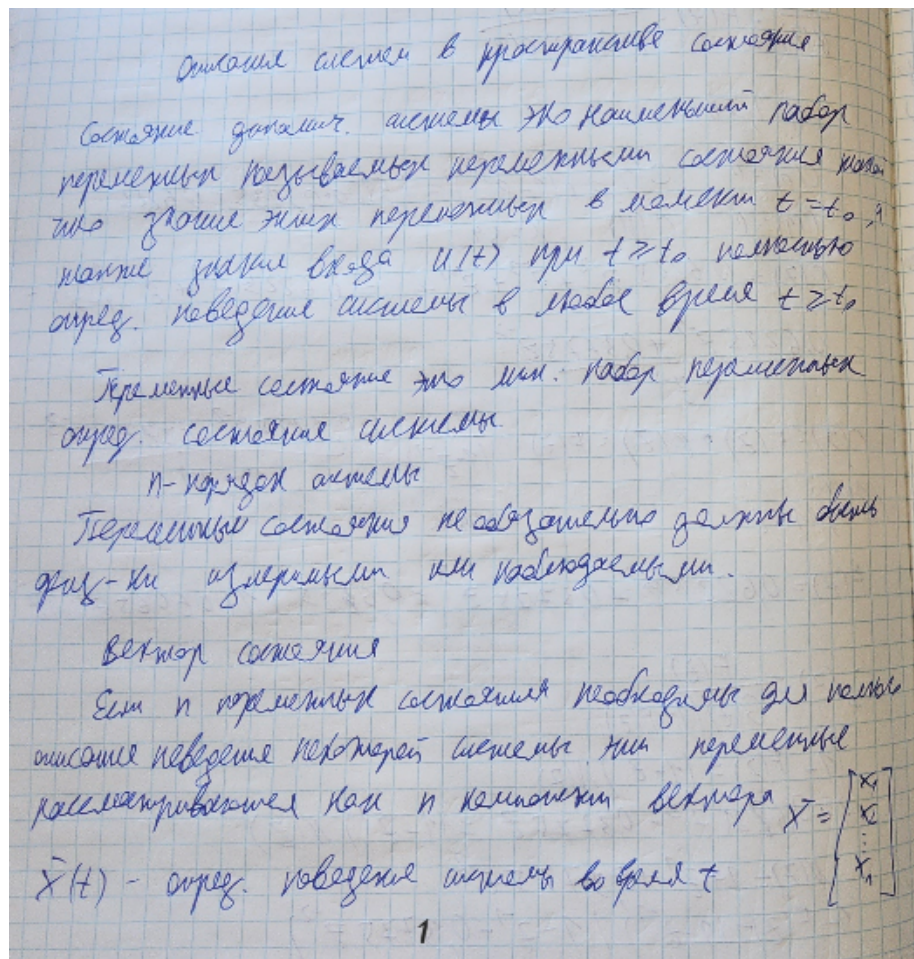 Описания систем в пространстве состояния
Состояние динамич. системы это наименьший набор
переменных называемых переменными состояния такой
что знание этих переменных в момент t = t₀, а
также знания входа u(t) при t ≥ t₀ полностью
опред. поведение системы в любое время t ≥ t₀
Переменные состояние это мин. набор переменных
опред. состояние системы.
n - порядок системы
Переменные состояния необязательно должны быть
физ-ки измеримыми или наблюдаемыми.
Вектор состояния
Если n переменных состояния необходимы для полного
описание поведения некоторой системы эти переменные
рассматриваются как n компонент вектора X̄ = [x₁ x₂ ... xₙ]
X̄(t) - опред. поведение системы во время t
1